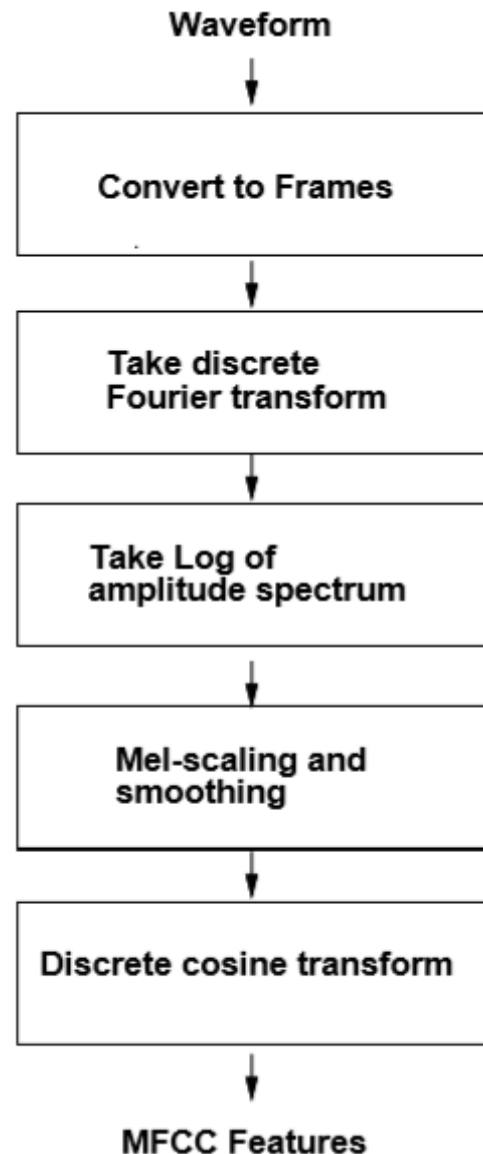 Waveform
Convert to Frames
Take discrete
Fourier transform
Take Log of
amplitude spectrum
Mel-scaling and
smoothing
Discrete cosine transform
MFCC Features